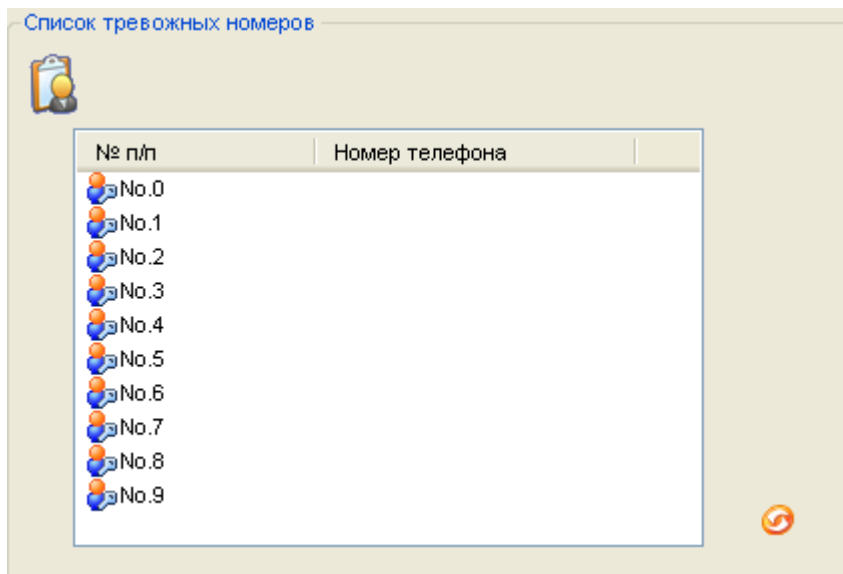 Список тревожных номеров
№ п/п Номер телефона
No.0
No.1
No.2
No.3
No.4
No.5
No.6
No.7
No.8
No.9